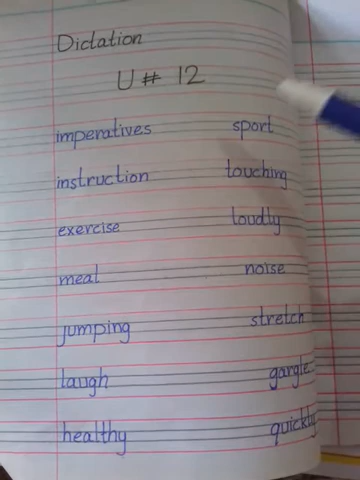 Dictation
U # 12
imperatives sport
instruction touching
exercise loudly
meal noise
jumping stretch
laugh gargle
healthy quickly